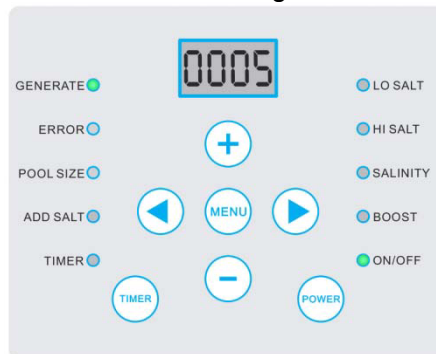 0005
GENERATE
LO SALT
ERROR
HI SALT
POOL SIZE
SALINITY
ADD SALT
MENU
BOOST
TIMER
ON/OFF
TIMER
POWER